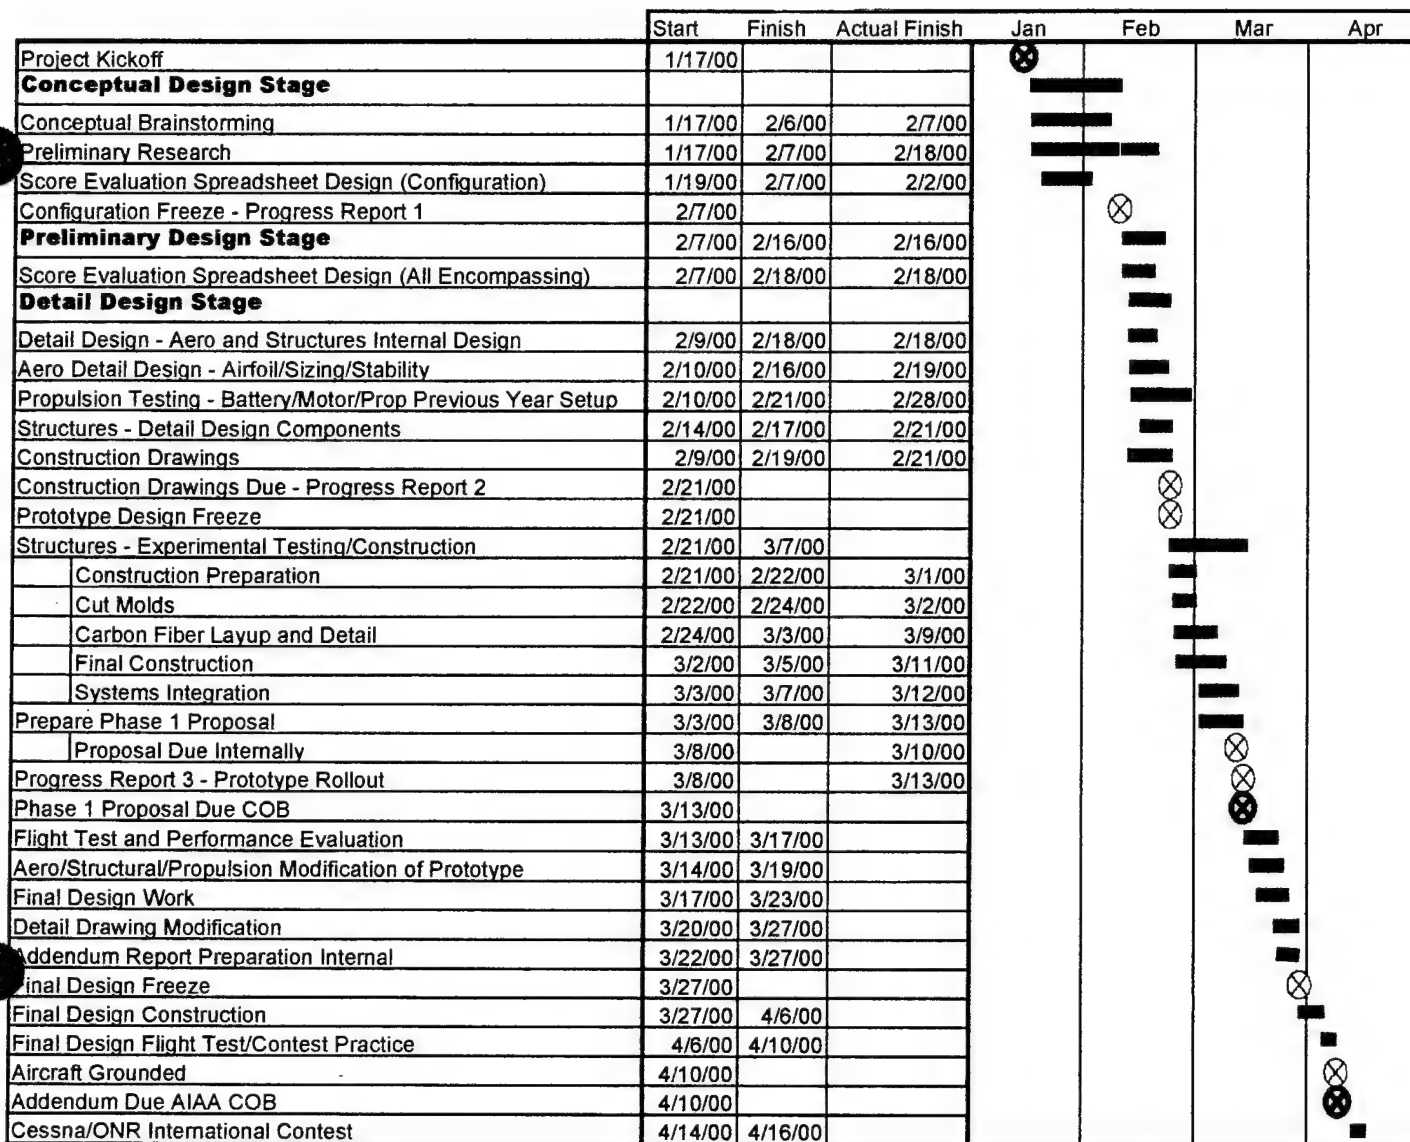 Start Finish Actual Finish Jan Feb Mar Apr
Project Kickoff 1/17/00
Conceptual Design Stage
Conceptual Brainstorming 1/17/00 2/6/00 2/7/00
Preliminary Research 1/17/00 2/7/00 2/18/00
Score Evaluation Spreadsheet Design (Configuration) 1/19/00 2/7/00 2/2/00
Configuration Freeze - Progress Report 1 2/7/00
Preliminary Design Stage 2/7/00 2/16/00 2/16/00
Score Evaluation Spreadsheet Design (All Encompassing) 2/7/00 2/18/00 2/18/00
Detail Design Stage
Detail Design - Aero and Structures Internal Design 2/9/00 2/18/00 2/18/00
Aero Detail Design - Airfoil/Sizing/Stability 2/10/00 2/16/00 2/19/00
Propulsion Testing - Battery/Motor/Prop Previous Year Setup 2/10/00 2/21/00 2/28/00
Structures - Detail Design Components 2/14/00 2/17/00 2/21/00
Construction Drawings 2/9/00 2/19/00 2/21/00
Construction Drawings Due - Progress Report 2 2/21/00
Prototype Design Freeze 2/21/00
Structures - Experimental Testing/Construction 2/21/00 3/7/00
Construction Preparation 2/21/00 2/22/00 3/1/00
Cut Molds 2/22/00 2/24/00 3/2/00
Carbon Fiber Layup and Detail 2/24/00 3/3/00 3/9/00
Final Construction 3/2/00 3/5/00 3/11/00
Systems Integration 3/3/00 3/7/00 3/12/00
Prepare Phase 1 Proposal 3/3/00 3/8/00 3/13/00
Proposal Due Internally 3/8/00 3/10/00
Progress Report 3 - Prototype Rollout 3/8/00 3/13/00
Phase 1 Proposal Due COB 3/13/00
Flight Test and Performance Evaluation 3/13/00 3/17/00
Aero/Structural/Propulsion Modification of Prototype 3/14/00 3/19/00
Final Design Work 3/17/00 3/23/00
Detail Drawing Modification 3/20/00 3/27/00
Addendum Report Preparation Internal 3/22/00 3/27/00
Final Design Freeze 3/27/00
Final Design Construction 3/27/00 4/6/00
Final Design Flight Test/Contest Practice 4/6/00 4/10/00
Aircraft Grounded 4/10/00
Addendum Due AIAA COB 4/10/00
Cessna/ONR International Contest 4/14/00 4/16/00